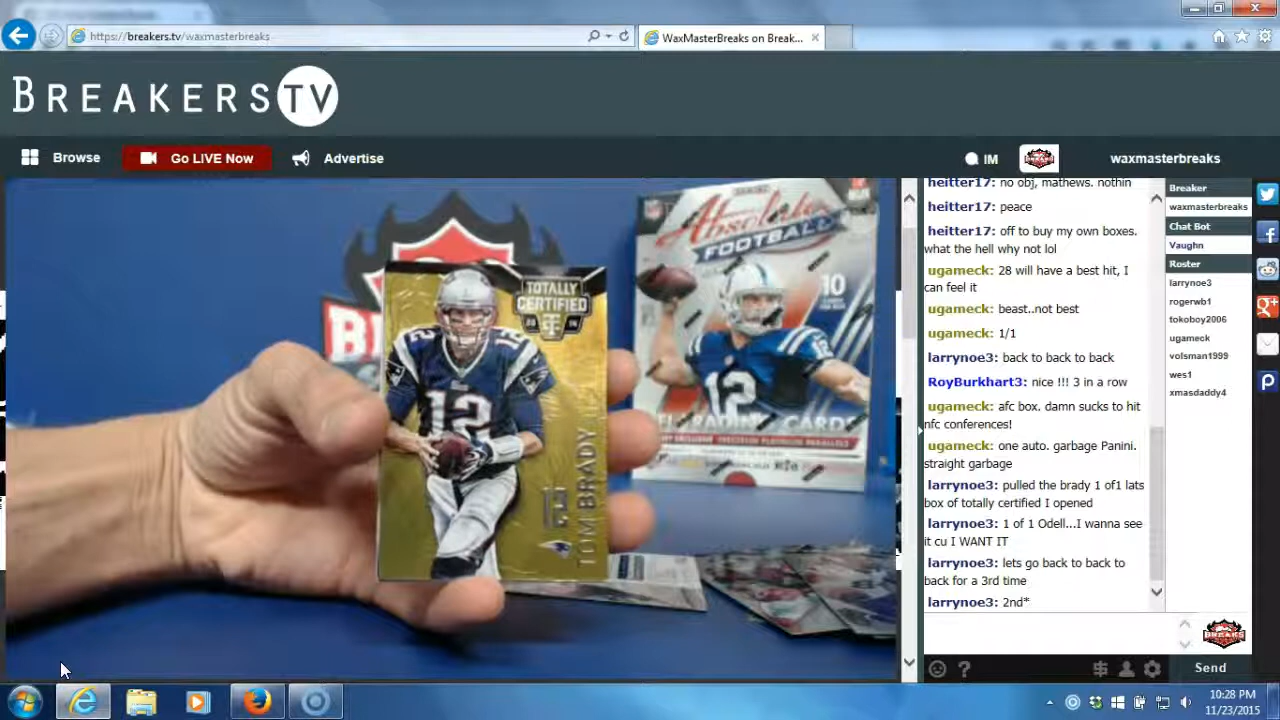 https://breakers.tv/waxmasterbreaks
WaxMasterBreaks on Break...
BREAKERSTV
Browse
Go LIVE Now
Advertise
IM
waxmasterbreaks
TOTALLY
CERTIFIED
12
TOM BRADY
PANINI
Absolute
FOOTBALL
10
12
heitter17: no obj, mathews. nothin
heitter17: peace
heitter17: off to buy my own boxes.
what the hell why not lol
ugameck: 28 will have a best hit, I
can feel it
ugameck: beast..not best
ugameck: 1/1
larrynoe3: back to back to back
RoyBurkhart3: nice !!! 3 in a row
ugameck: afc box. damn sucks to hit
nfc conferences!
ugameck: one auto. garbage Panini.
straight garbage
larrynoe3: pulled the brady 1 of1 lats
box of totally certified I opened
larrynoe3: 1 of 1 Odell...I wanna see
it cu I WANT IT
larrynoe3: lets go back to back to
back for a 3rd time
larrynoe3: 2nd*
Breaker
waxmasterbreaks
Chat Bot
Vaughn
Roster
larrynoe3
rogerwb1
tokoboy2006
ugameck
volsman1999
wes1
xmasdaddy4
Send
10:28 PM
11/23/2015